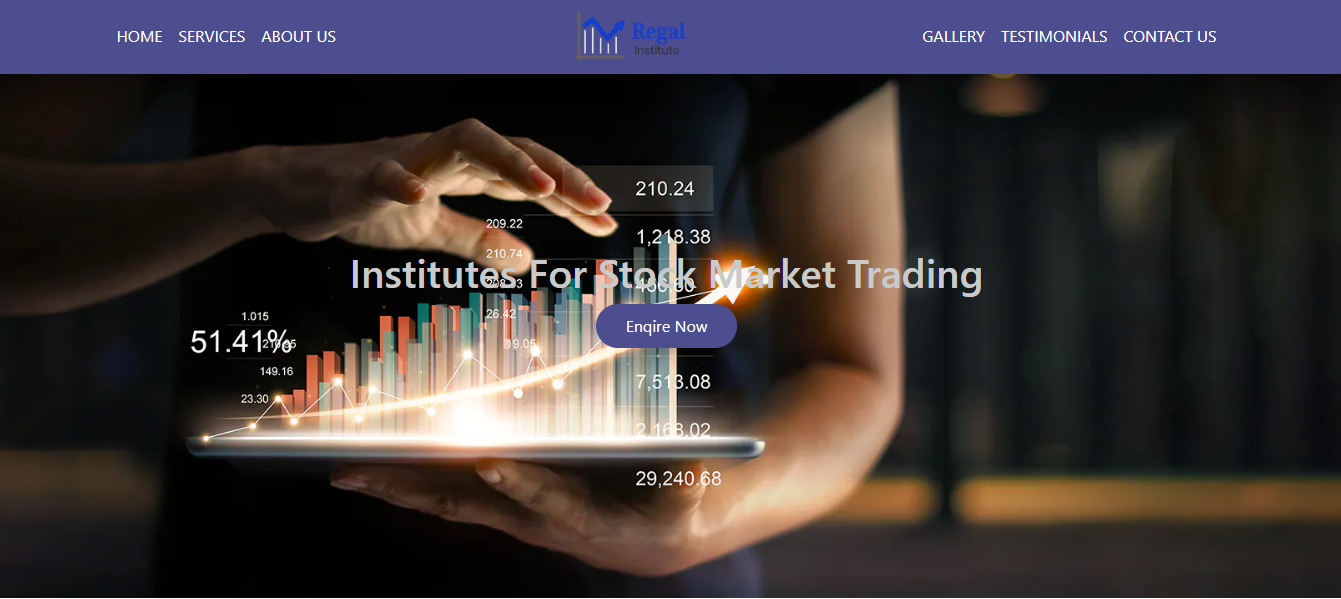 HOME SERVICES ABOUT US
Regal
Institute
GALLERY TESTIMONIALS CONTACT US
210.24
209.22
1,218.38
210.74
Institutes For Stock Market Trading
26.42
1.015
Enqire Now
51.41%
19.05
149.16
7,513.08
23.30
2,168.02
29,240.68